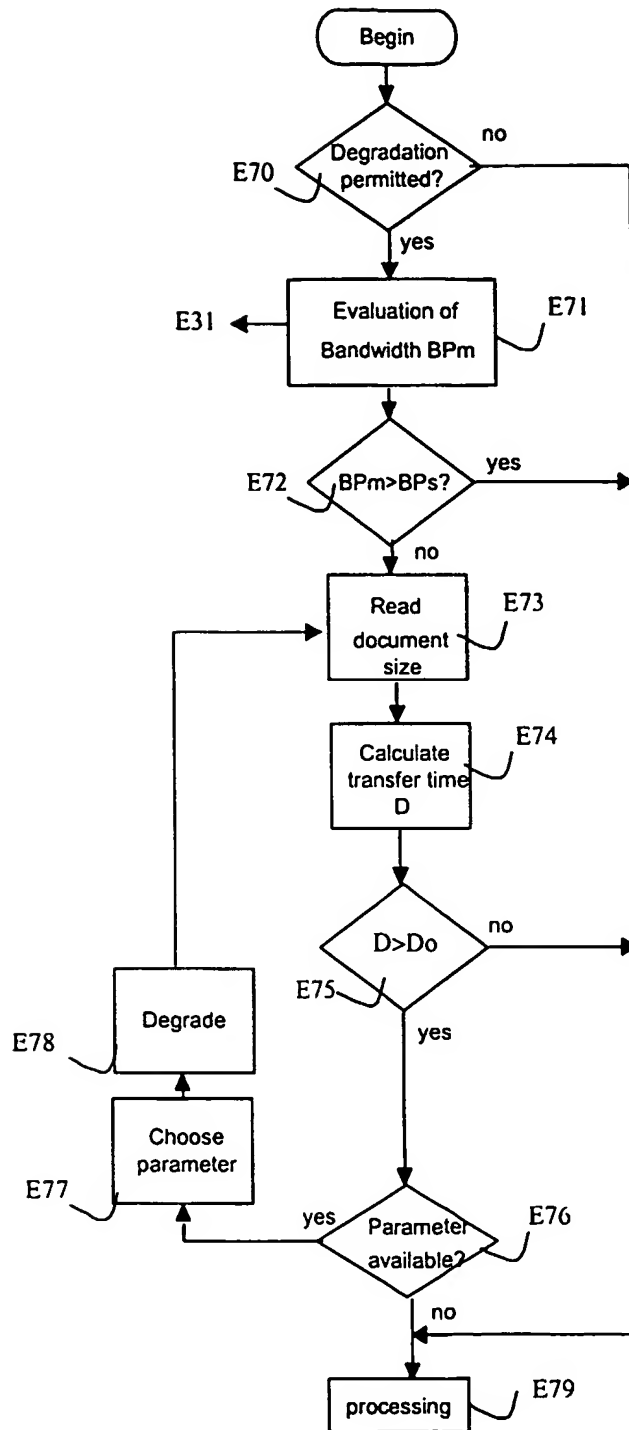 Begin
no
Degradation
permitted?
E70
yes
Evaluation of
Bandwidth BPm
E71
E31
BPm>BPs?
yes
E72
no
Read
document
size
E73
Calculate
transfer time
D
E74
D>Do
no
E75
yes
Degrade
E78
Choose
parameter
E77
yes
Parameter
available?
E76
no
processing
E79